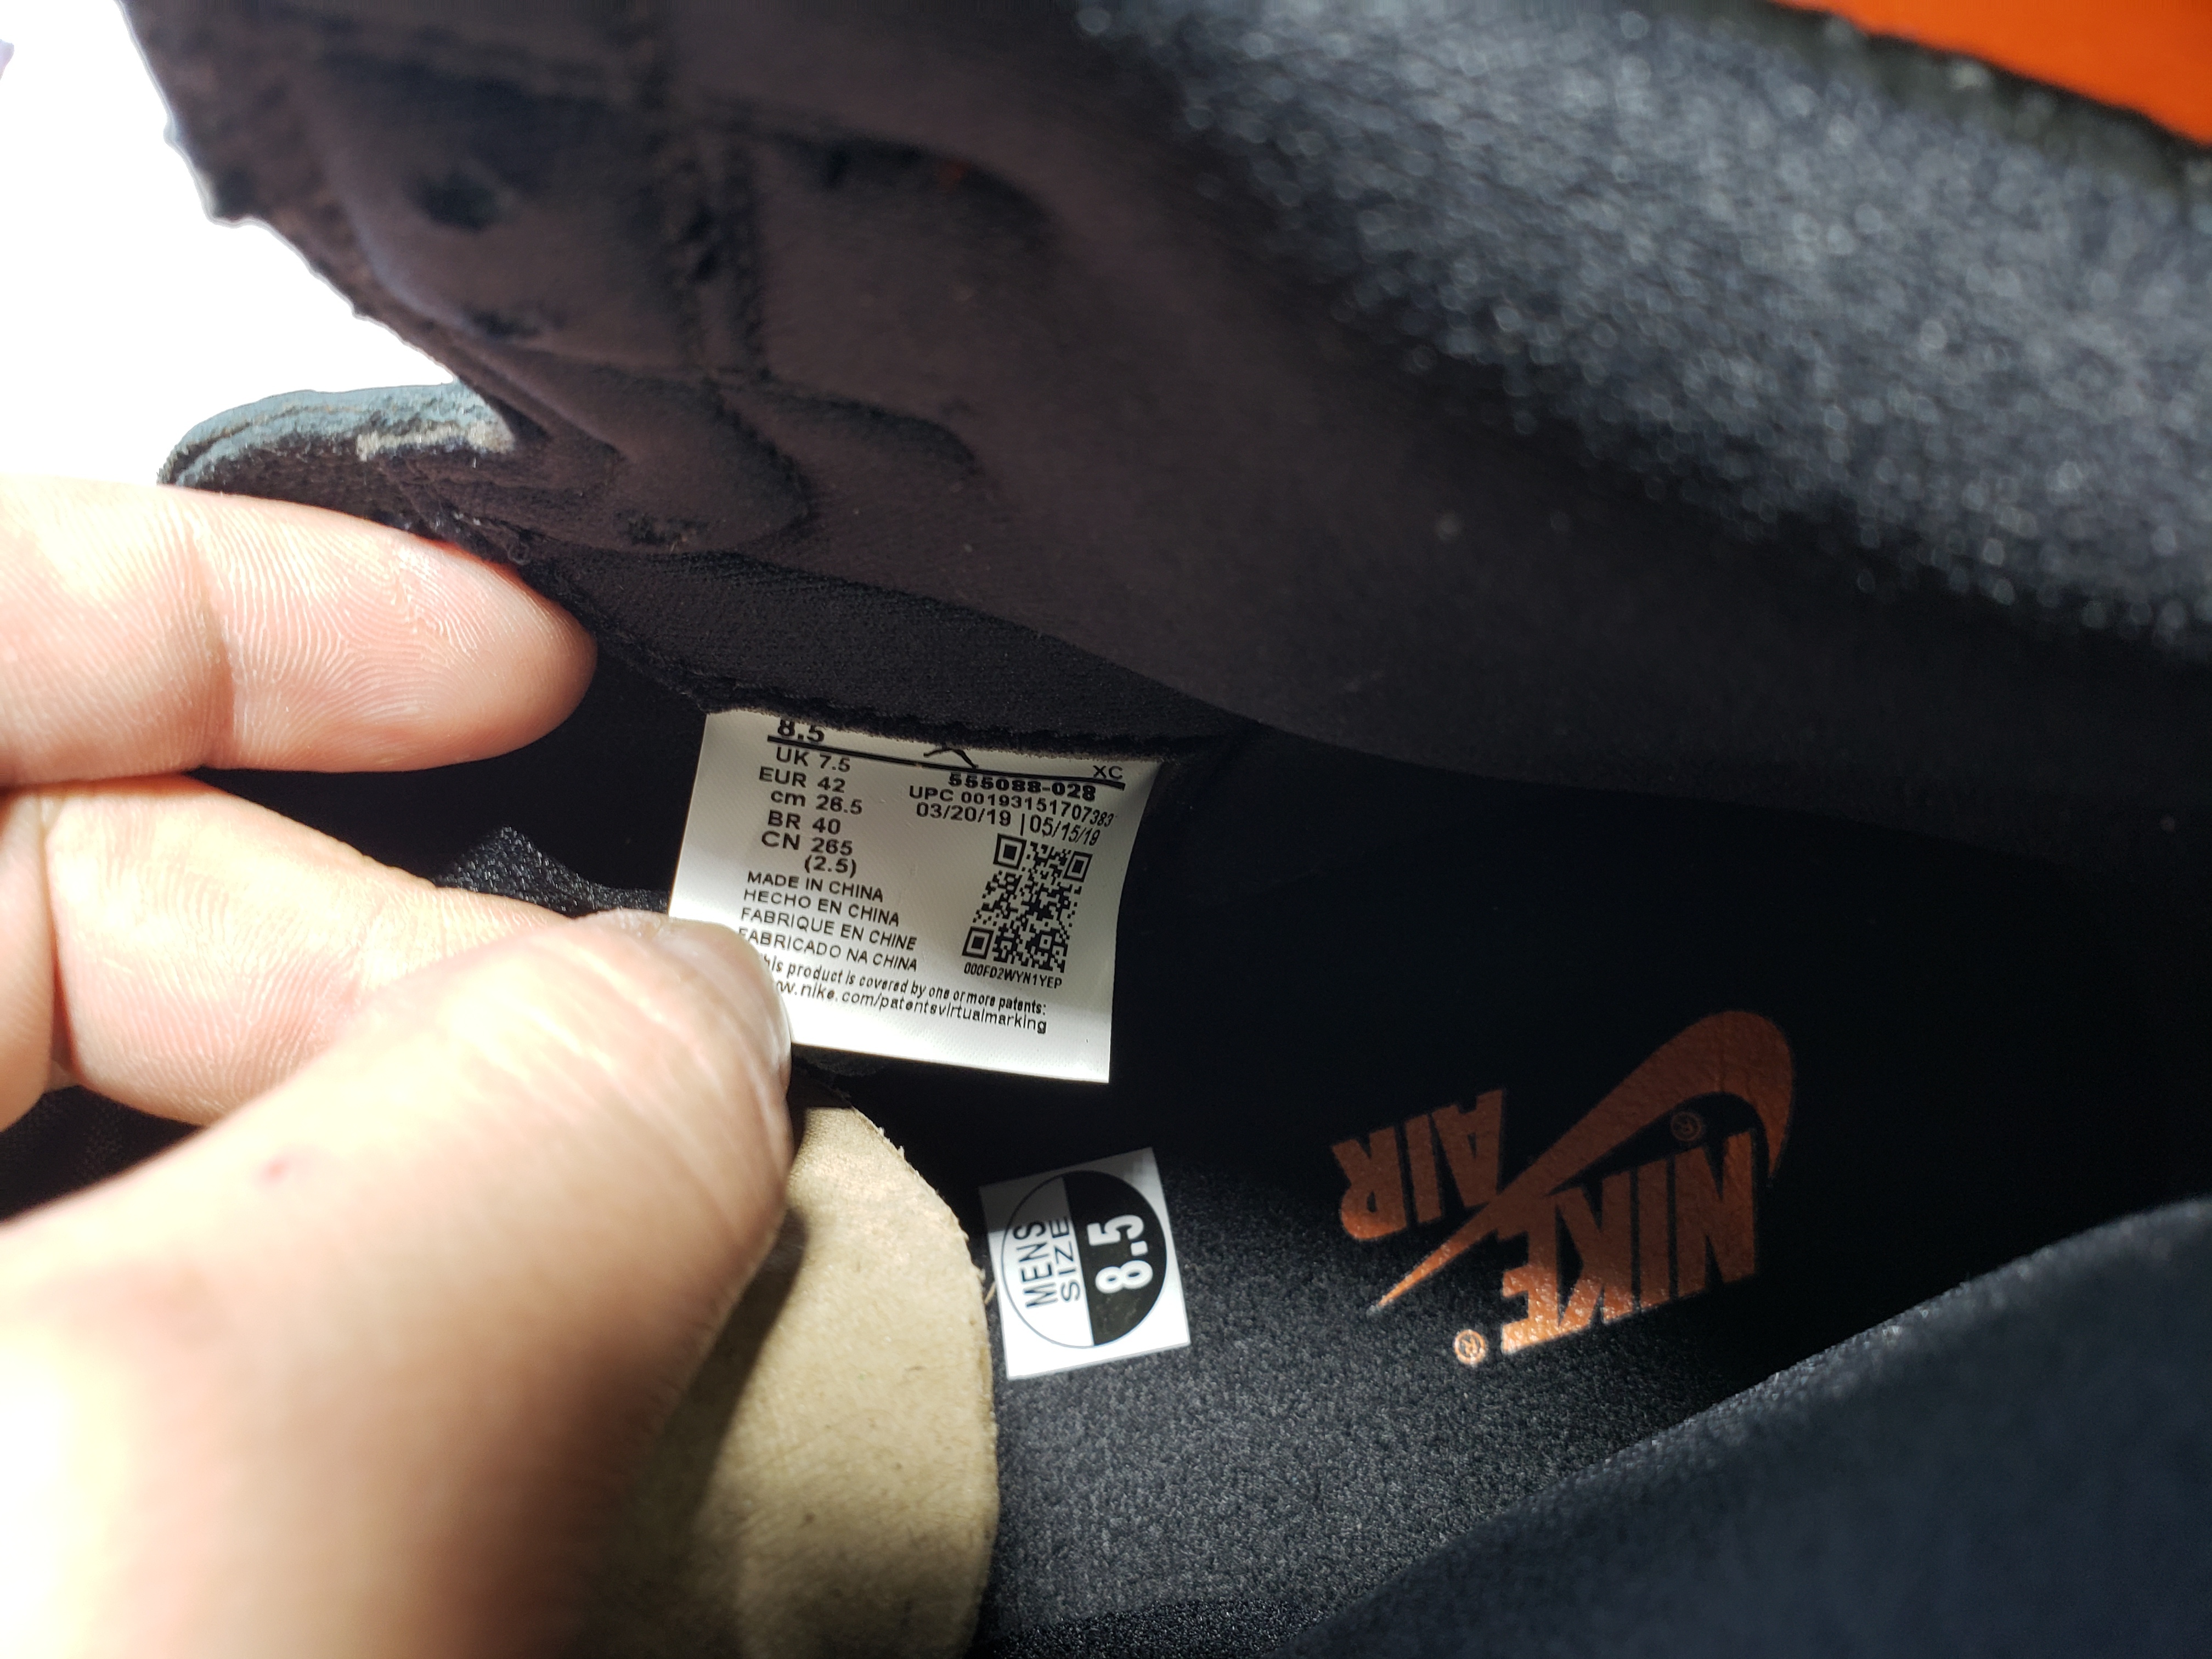 8.5
UK 7.5
EUR 42
cm 26.5
BR 40
CN 265
(2.5)
XC
555088-028
UPC 00193151707383
03/20/19 | 05/15/19
MADE IN CHINA
HECHO EN CHINA
FABRIQUE EN CHINE
FABRICADO NA CHINA
000FD2WYN1YEP
This product is covered by one or more patents:
www.nike.com/patentsvirtualmarking
MENS
SIZE
8.5
NIKE ®
AIR
®